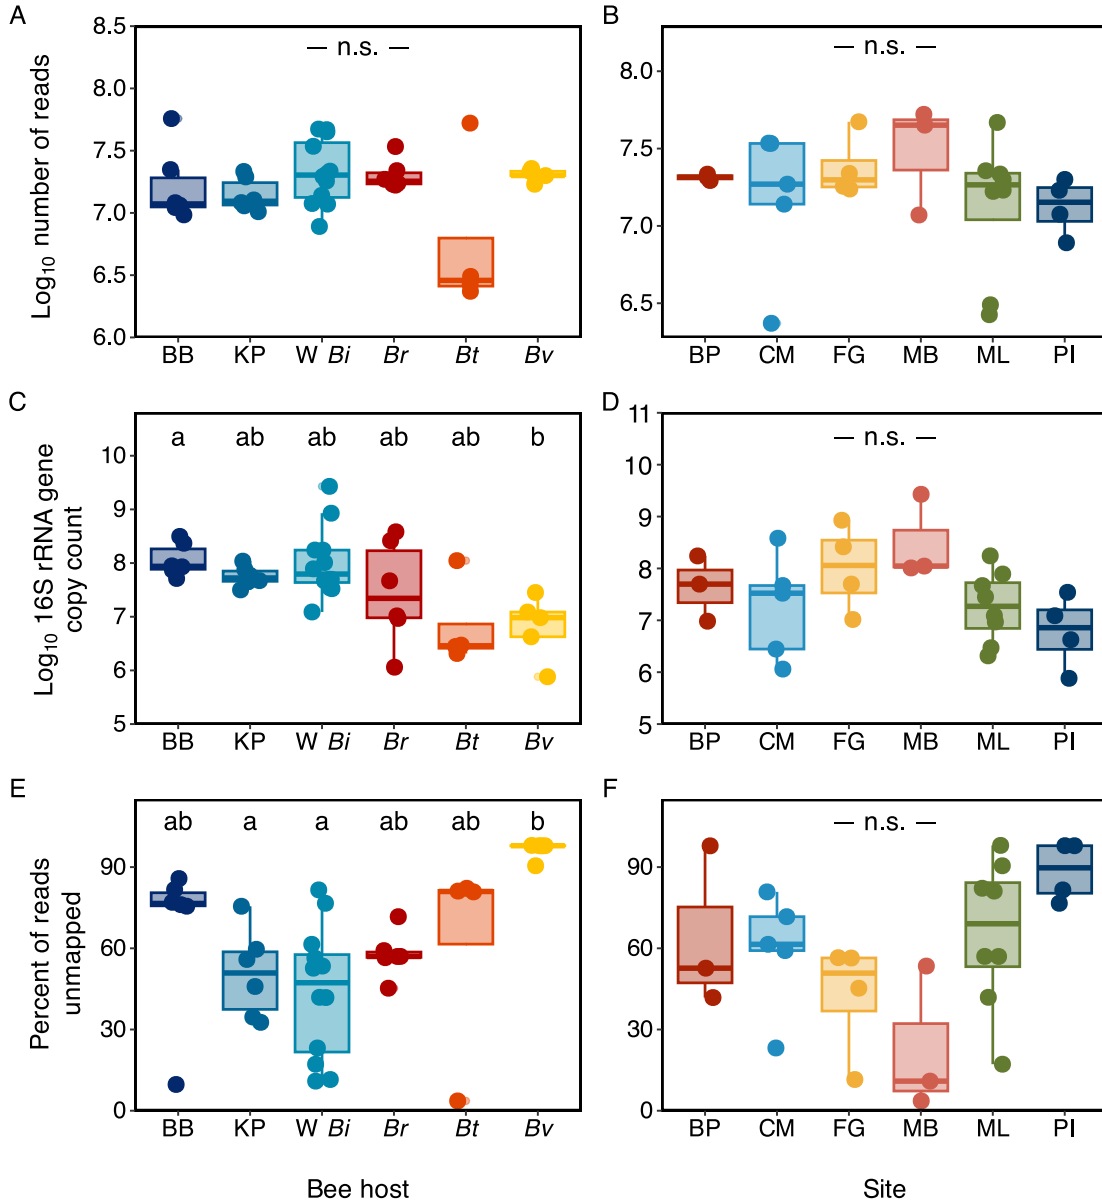 A
Log₁₀ number of reads
8.5
8.0
7.5
7.0
6.5
6.0
— n.s. —
BB KP W Bi Br Bt Bv
B
8.0
7.5
7.0
6.5
— n.s. —
BP CM FG MB ML PI
C
Log₁₀ 16S rRNA gene
copy count
10
9
8
7
6
5
a ab ab ab ab b
BB KP W Bi Br Bt Bv
D
11
10
9
8
7
6
5
— n.s. —
BP CM FG MB ML PI
E
Percent of reads
unmapped
90
60
30
0
ab a a ab ab b
BB KP W Bi Br Bt Bv
Bee host
F
90
60
30
0
— n.s. —
BP CM FG MB ML PI
Site